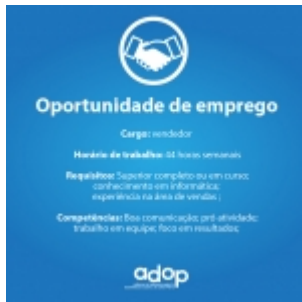 Oportunidade de emprego
Cargo: vendedor
Horário de trabalho: 44 horas semanais
Requisitos: Superior completo ou em curso;
conhecimento em informática;
experiência na área de vendas ;
Competências: Boa comunicação; pró atividade;
trabalho em equipe; foco em resultados;
adop